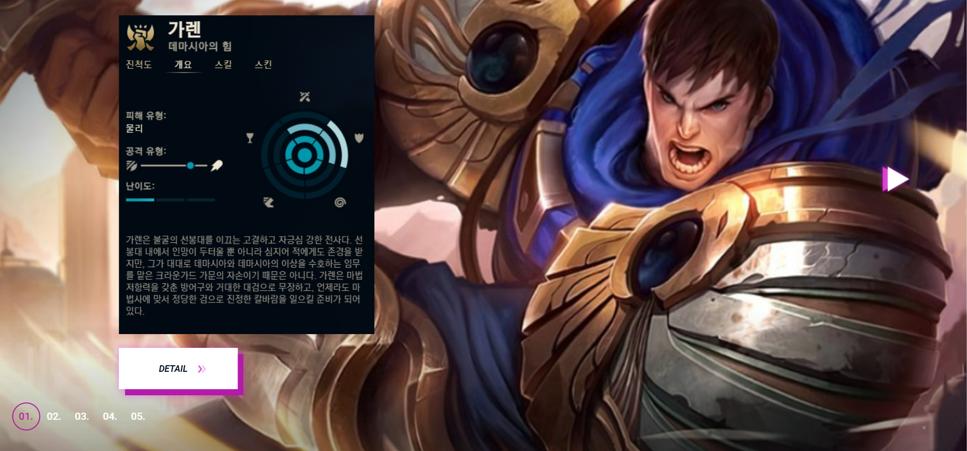 가렌
데마시아의 힘
진척도 개요 스킬 스킨
피해 유형:
물리
공격 유형:
난이도:
가렌은 불굴의 선봉대를 이끄는 고결하고 자긍심 강한 전사다. 선
봉대 내에서 인망이 두터울 뿐 아니라 심지어 적에게도 존경을 받
지만, 그가 대대로 데마시아와 데마시아의 이상을 수호하는 임무
를 맡은 크라운가드 가문의 자손이기 때문은 아니다. 가렌은 마법
저항력을 갖춘 방어구와 거대한 대검으로 무장하고, 언제라도 마
법사에 맞서 정당한 검으로 진정한 칼바람을 일으킬 준비가 되어
있다.
DETAIL
01. 02. 03. 04. 05.